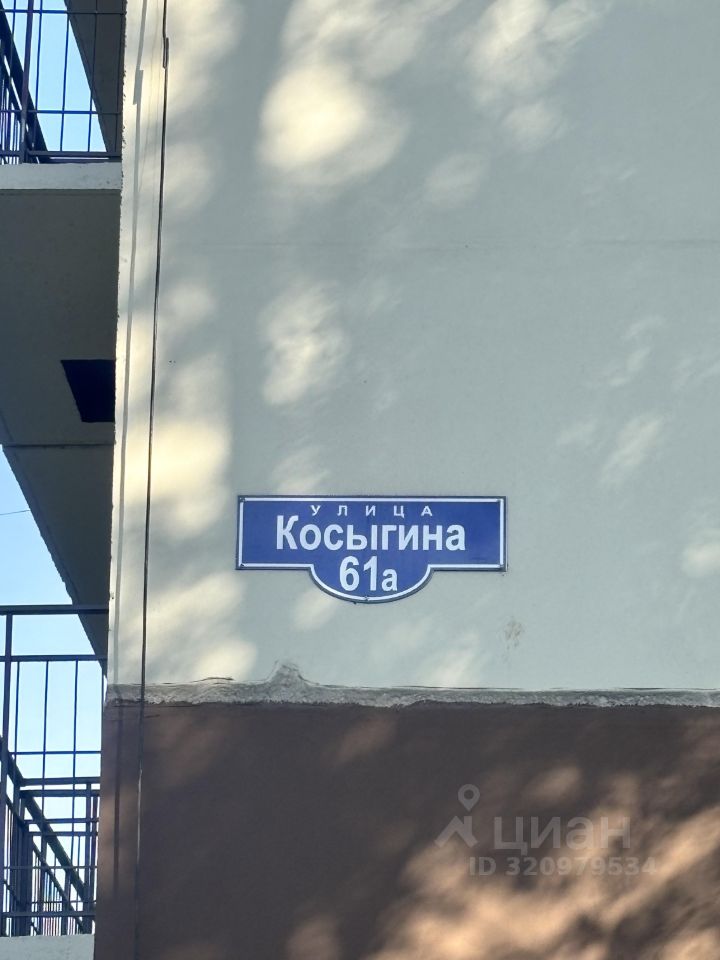 УЛИЦА
Косыгина
61а
циан
ID 320979534